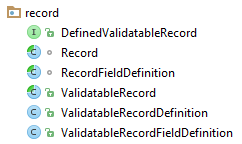 record
DefinedValidatableRecord
Record
RecordFieldDefinition
ValidatableRecord
ValidatableRecordDefinition
ValidatableRecordFieldDefinition